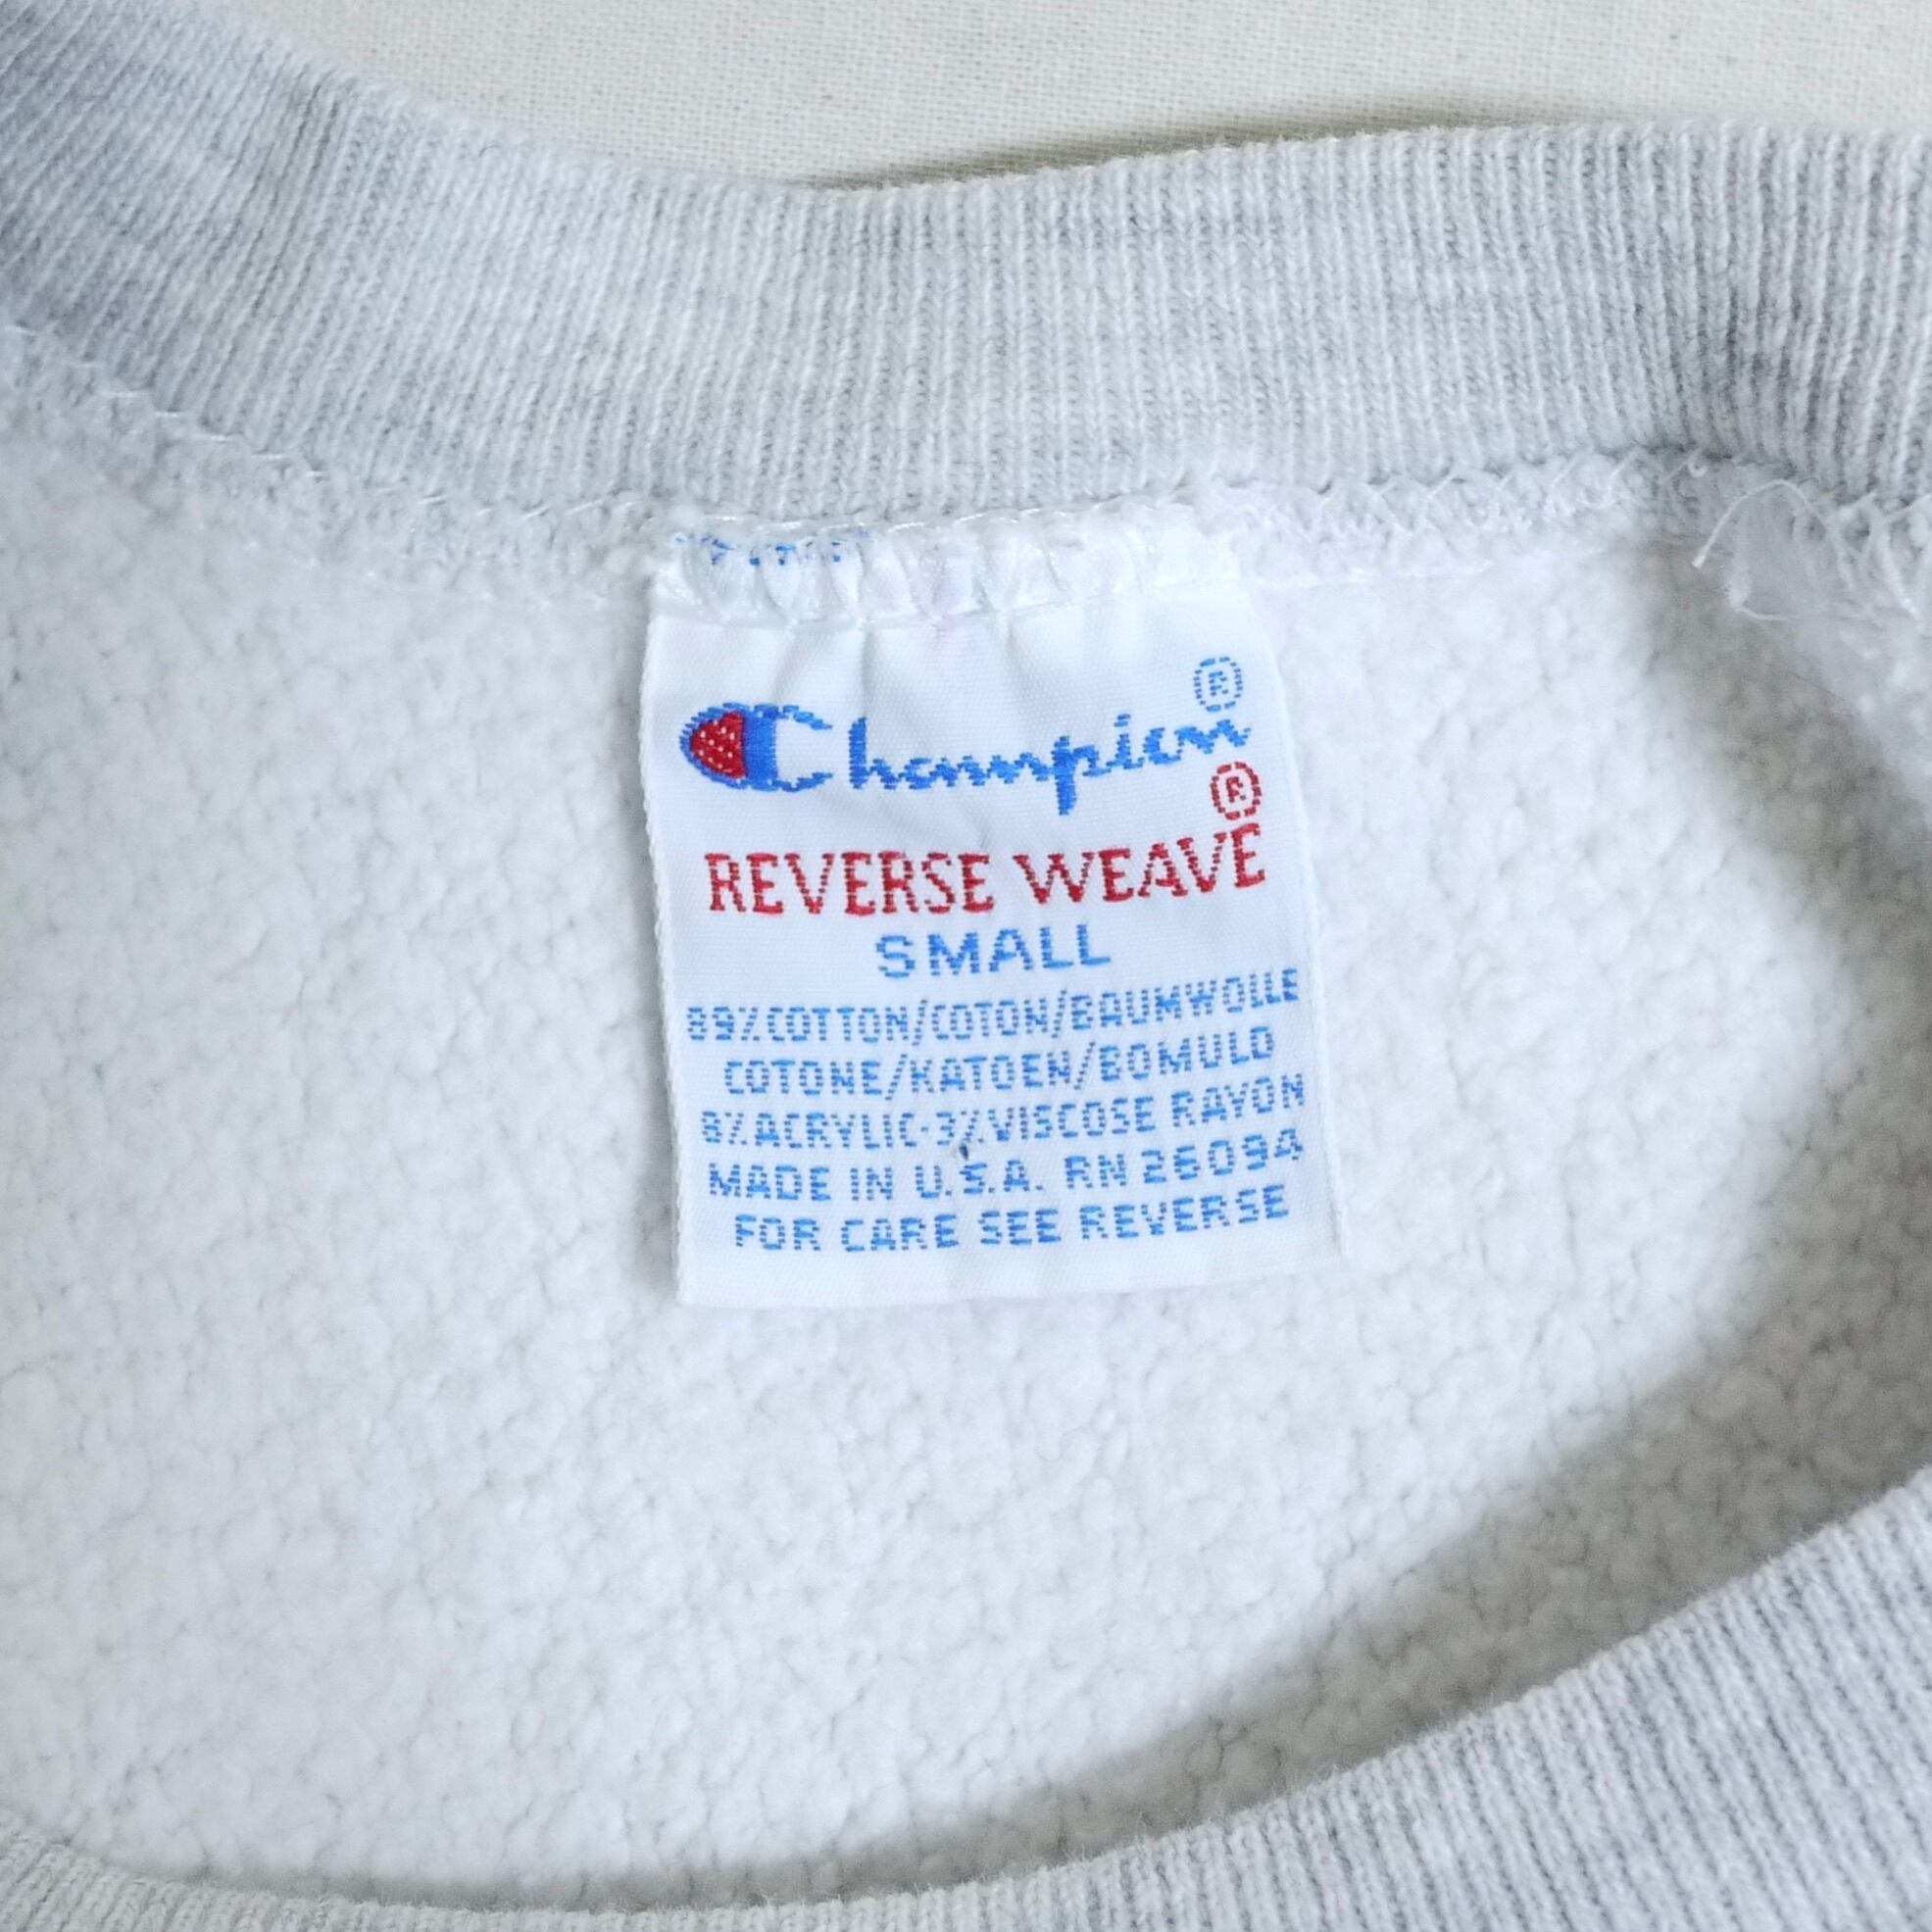 Champion®
REVERSE WEAVE®
SMALL
89% COTTON/COTON/BAUMWOLLE
COTONE/KATOEN/BOMULD
8% ACRYLIC-3% VISCOSE RAYON
MADE IN U.S.A. RN 26094
FOR CARE SEE REVERSE